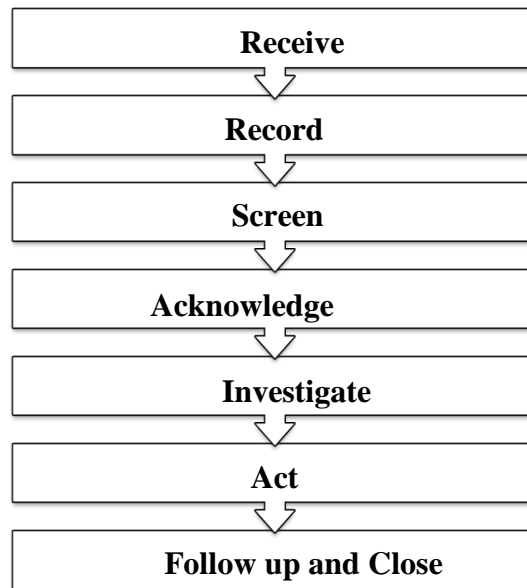 Receive
Record
Screen
Acknowledge
Investigate
Act
Follow up and Close